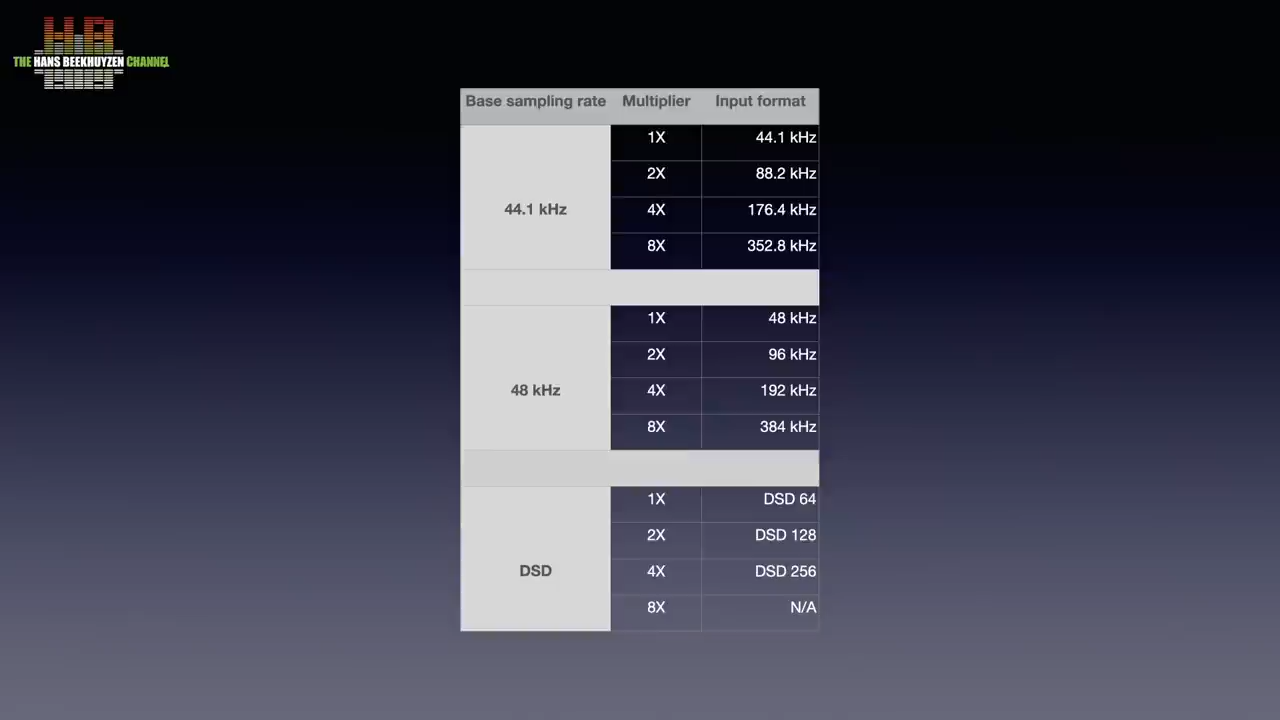 THE HANS BEEKHUYZEN CHANNEL
Base sampling rate Multiplier Input format
44.1 kHz
1X 44.1 kHz
2X 88.2 kHz
4X 176.4 kHz
8X 352.8 kHz
48 kHz
1X 48 kHz
2X 96 kHz
4X 192 kHz
8X 384 kHz
DSD
1X DSD 64
2X DSD 128
4X DSD 256
8X N/A